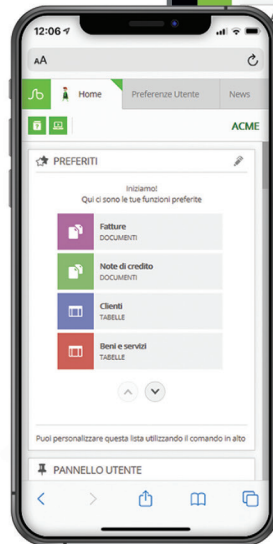 12:06
AA
Home
Preferenze Utente
News
ACME
PREFERITI
Iniziamo!
Qui ci sono le tue funzioni preferite
Fatture
DOCUMENTI
Note di credito
DOCUMENTI
Clienti
TABELLE
Beni e servizi
TABELLE
Puoi personalizzare questa lista utilizzando il comando in alto
PANNELLO UTENTE